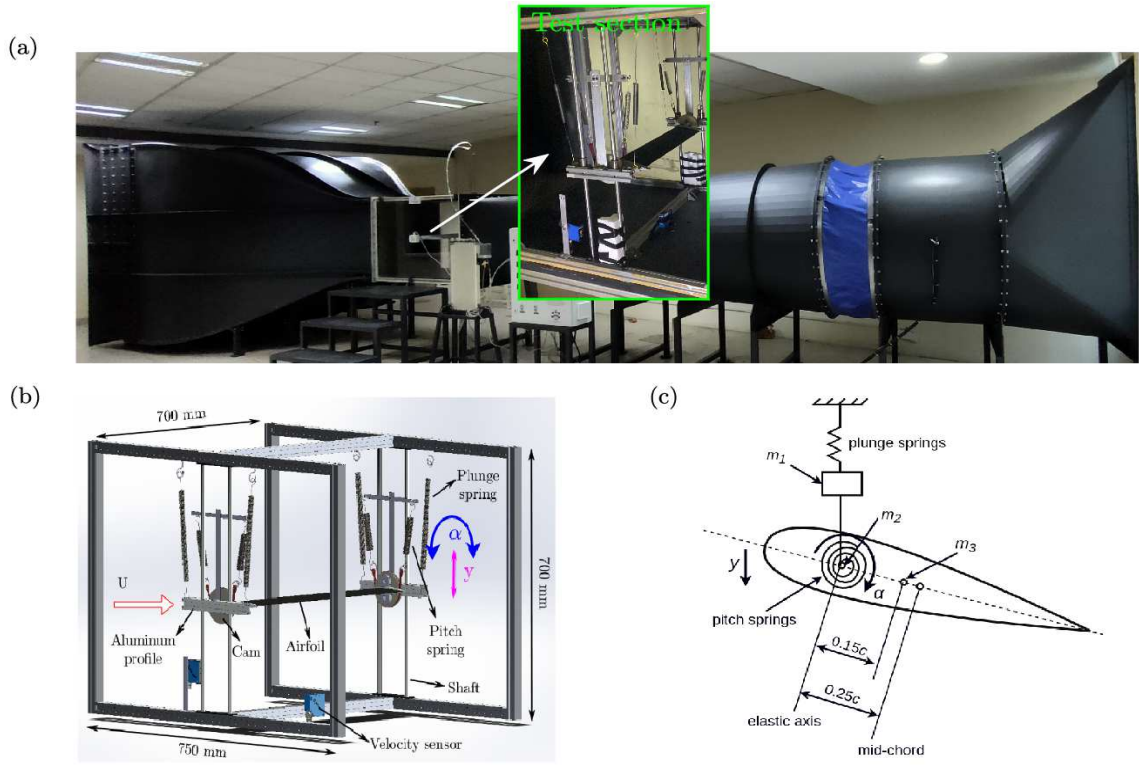 (a)
Test section
(b)
700 mm
Plunge
spring
α
y
700 mm
U
Aluminum
profile
Cam
Airfoil
Pitch
spring
Shaft
Velocity sensor
750 mm
(c)
plunge springs
m1
m2
m3
y
α
pitch springs
0.15c
0.25c
elastic axis
mid-chord